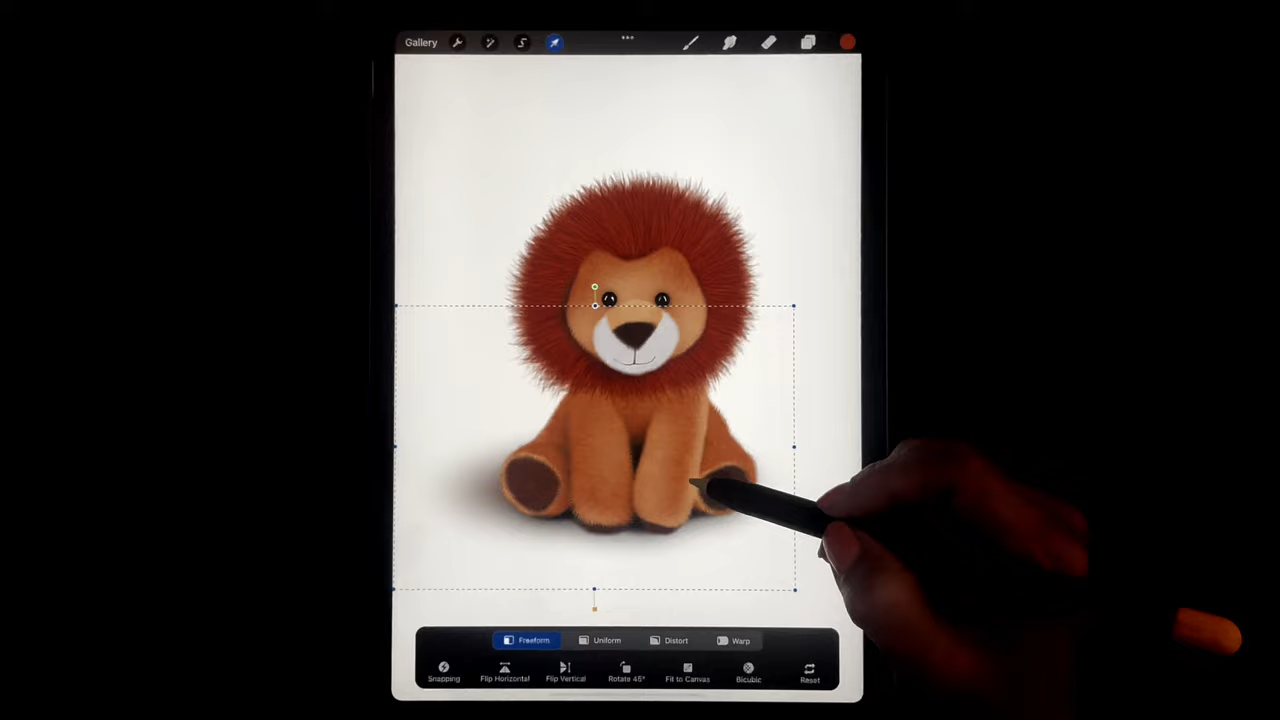 Gallery
Freeform Uniform Distort Warp
Snapping Flip Horizontal Flip Vertical Rotate 45° Fit to Canvas Bicubic Reset